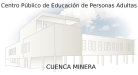 Centro Público de Educación de Personas Adultas
CUENCA MINERA